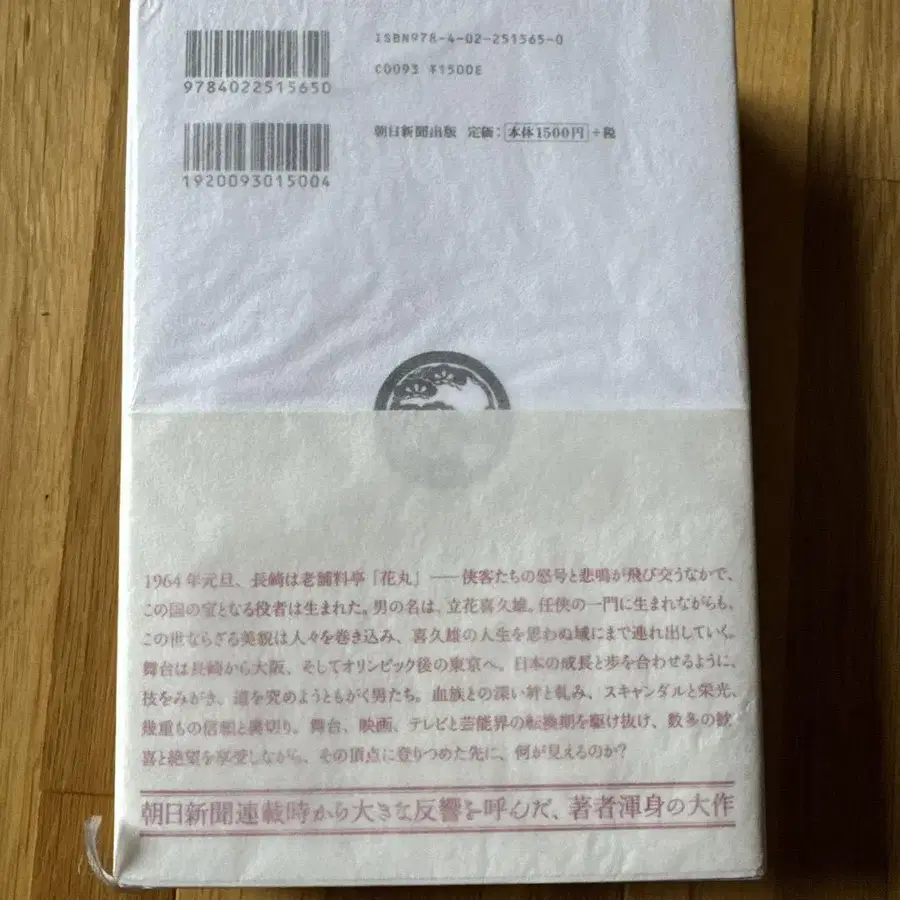 ISBN978-4-02-251565-0
C0093 ¥1500E
9784022515650
朝日新聞出版 定価：本体1500円+税
1920093015004
1964年元旦、長崎は老舗料亭「花丸」――侠客たちの怒号と悲鳴が飛び交うなかで、
この国の宝となる役者は生まれた。男の名は、立花喜久雄。任侠の一門に生まれながらも、
この世ならざる美貌は人々を巻き込み、喜久雄の人生を思わぬ域にまで連れ出していく。
舞台は長崎から大阪、そしてオリンピック後の東京へ。日本の成長と歩を合わせるように、
技をみがき、道を究めようともがく男たち。血族との深い絆と軋み、スキャンダルと栄光、
幾重もの信頼と裏切り。舞台、映画、テレビと芸能界の転換期を駆け抜け、数多の歓
喜と絶望を享受しながら、その頂点に登りつめた先に、何が見えるのか?
朝日新聞連載時から大きな反響を呼んだ、著者渾身の大作